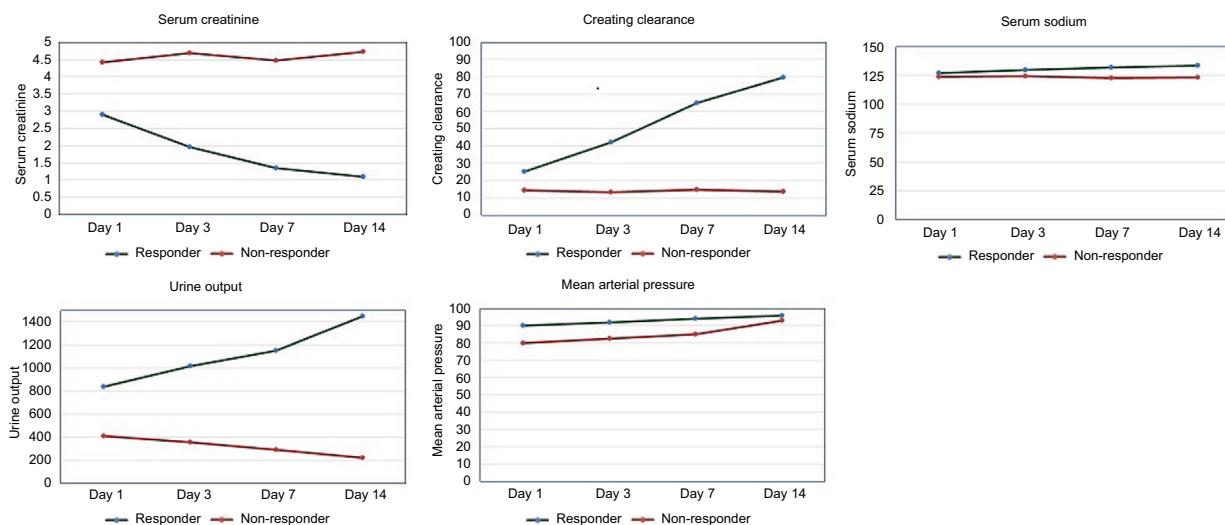 Serum creatinine
Serum creatinine
5
4.5
4
3.5
3
2.5
2
1.5
1
0.5
0
Day 1 Day 3 Day 7 Day 14
Responder Non-responder
Creating clearance
Creating clearance
100
90
80
70
60
50
40
30
20
10
0
Day 1 Day 3 Day 7 Day 14
Responder Non-responder
Serum sodium
Serum sodium
150
125
100
75
50
25
0
Day 1 Day 3 Day 7 Day 14
Responder Non-responder
Urine output
Urine output
1400
1200
1000
800
600
400
200
Day 1 Day 3 Day 7 Day 14
Responder Non-responder
Mean arterial pressure
Mean arterial pressure
100
90
80
70
60
50
40
30
20
10
0
Day 1 Day 3 Day 7 Day 14
Responder Non-responder